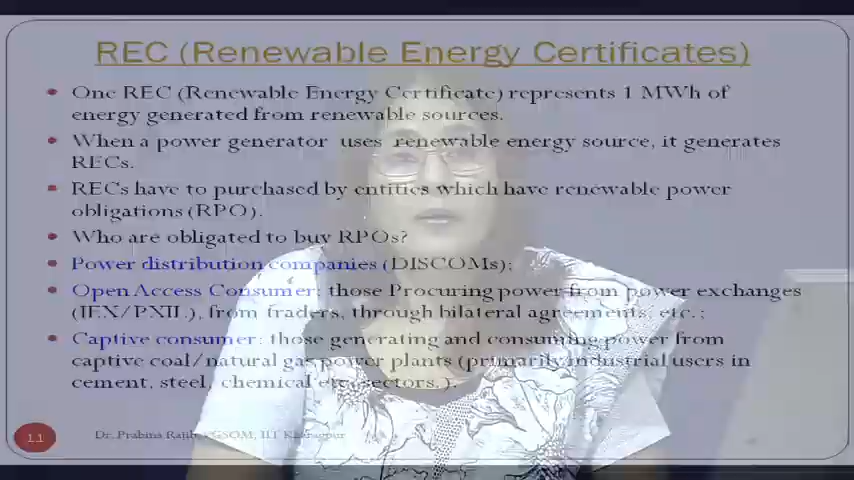 REC (Renewable Energy Certificates)
One REC (Renewable Energy Certificate) represents 1 MWh of
energy generated from renewable sources.
When a power generator uses renewable energy source, it generates
RECs.
RECs have to purchased by entities which have renewable power
obligations (RPO).
Who are obligated to buy RPOs?
Power distribution companies (DISCOMs);
Open Access Consumer: those Procuring power from power exchanges
(IEX/PXIL), from traders, through bilateral agreements, etc.;
Captive consumer: those generating and consuming power from
captive coal/natural gas power plants (primarily industrial users in
cement, steel, chemical etc. sectors.).
11
Dr. Prabina Rajib, VGSOM, IIT Kharagpur